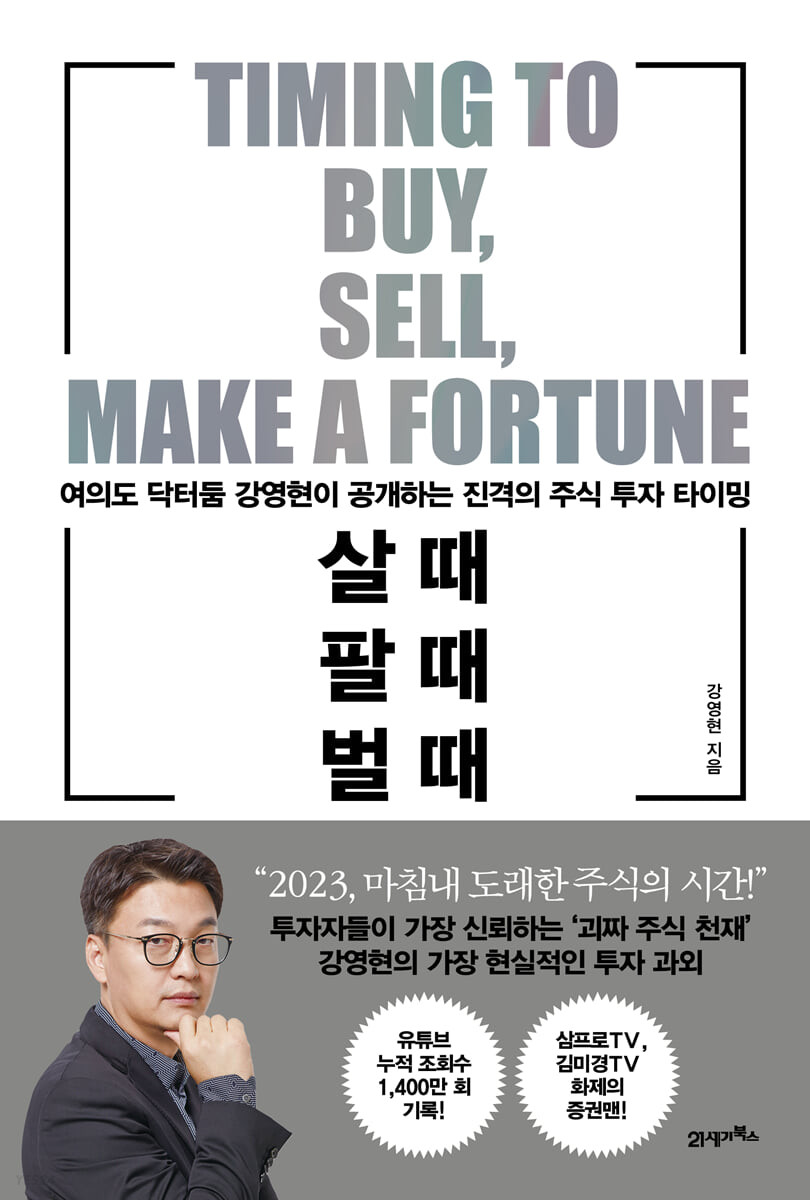 TIMING TO
BUY,
SELL,
MAKE A FORTUNE
여의도 닥터둠 강영현이 공개하는 진격의 주식 투자 타이밍
살 때
팔 때
벌 때
강영현 지음
“2023, 마침내 도래한 주식의 시간!”
투자자들이 가장 신뢰하는 ‘괴짜 주식 천재’
강영현의 가장 현실적인 투자 과외
유튜브
누적 조회수
1,400만 회
기록!
삼프로TV,
김미경TV
화제의
증권맨!
21세기북스